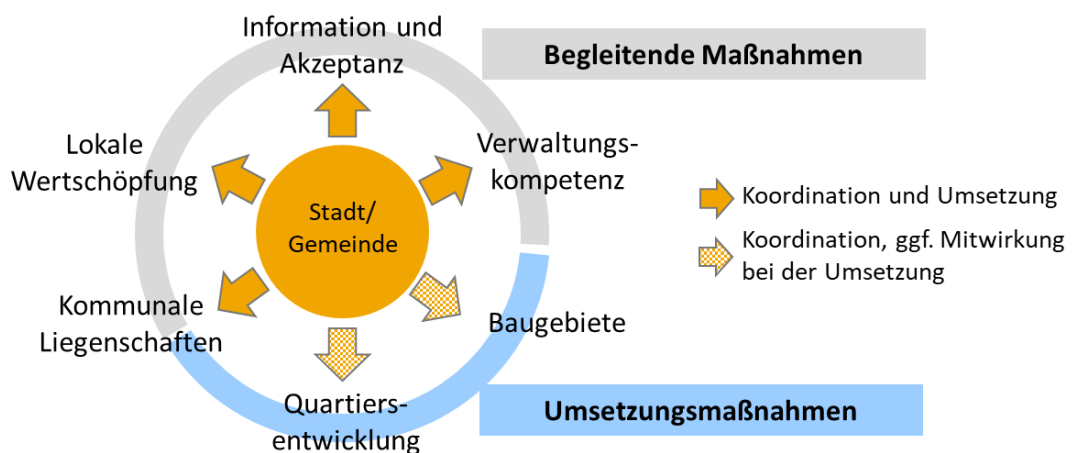 Information und
Akzeptanz
Begleitende Maßnahmen
Lokale
Wertschöpfung
Verwaltungs-
kompetenz
Stadt/
Gemeinde
Koordination und Umsetzung
Koordination, ggf. Mitwirkung
bei der Umsetzung
Kommunale
Liegenschaften
Baugebiete
Quartiers-
entwicklung
Umsetzungsmaßnahmen